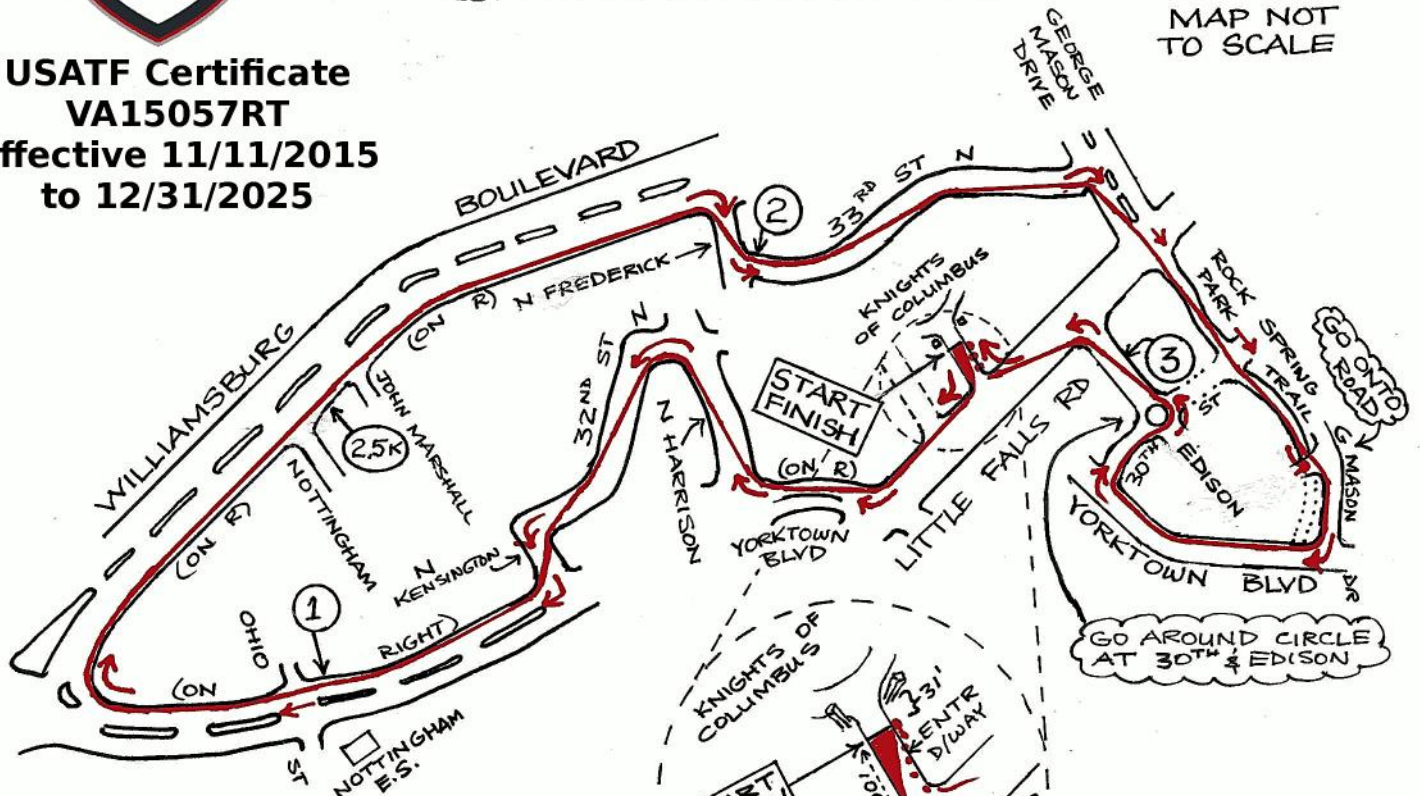 USATF Certificate
VA15057RT
ffective 11/11/2015
to 12/31/2025
MAP NOT
TO SCALE
GEORGE
MASON
DRIVE
WILLIAMSBURG BOULEVARD
2
33RD ST N
N FREDERICK
(ON R)
KNIGHTS
OF COLUMBUS
ROCK SPRING
PARK TRAIL
GO ONTO
ROAD
3
START
FINISH
32ND ST N
JOHN MARSHALL
2.5K
N
NOTTINGHAM
N HARRISON
(ON R)
YORKTOWN
BLVD
LITTLE FALLS RD
30TH
EDISON ST
G MASON DR
YORKTOWN BLVD
(ON R)
N
KENSINGTON
1
OHIO ST
(ON RIGHT)
GO AROUND CIRCLE
AT 30TH & EDISON
NOTTINGHAM
E.S.
KNIGHTS OF
COLUMBUS
31'
ENTR
D/WAY